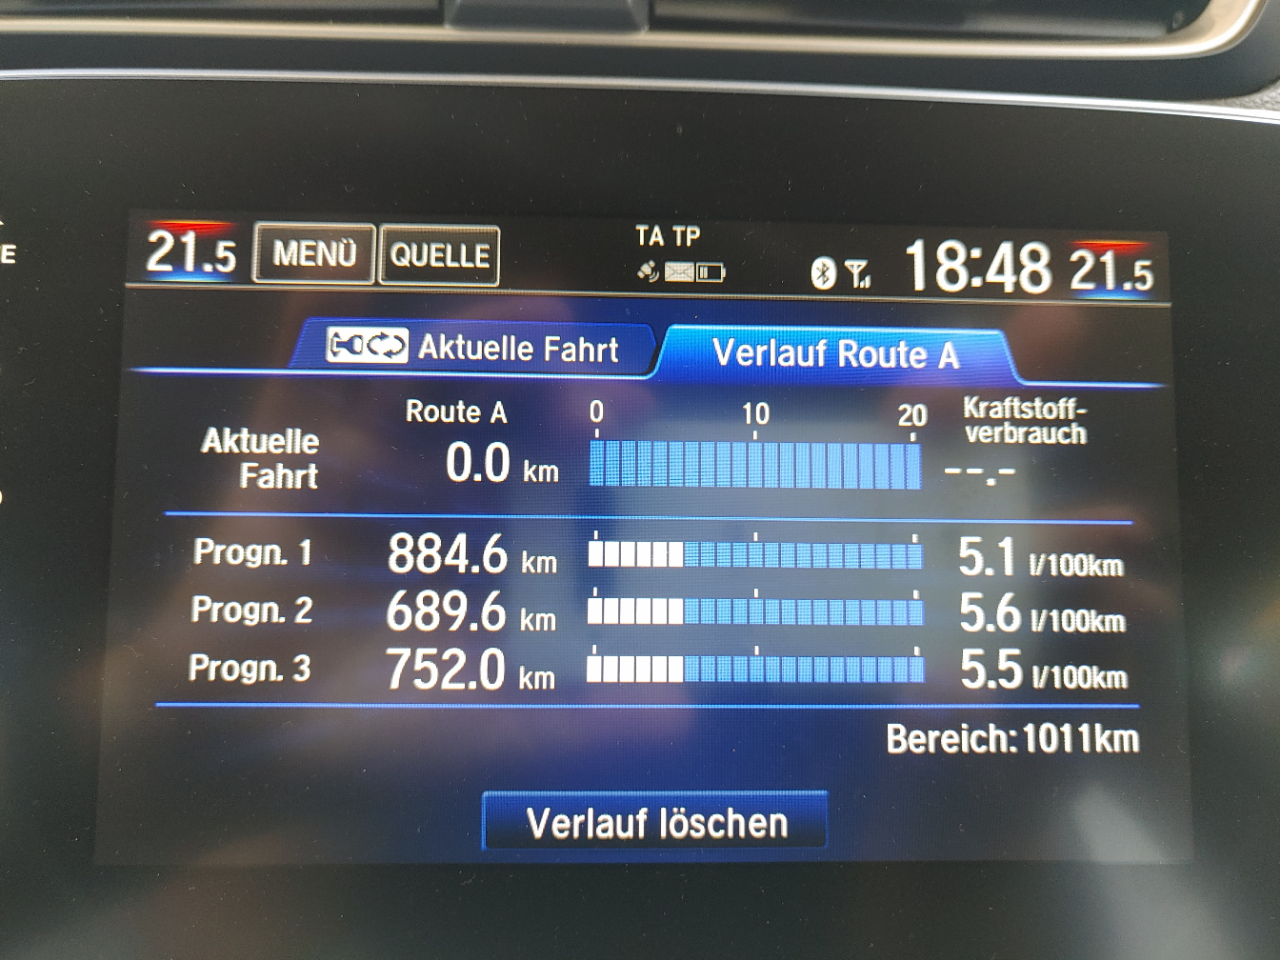 21.5 MENÜ QUELLE TA TP 18:48 21.5
Aktuelle Fahrt Verlauf Route A
Route A 0 10 20 Kraftstoff-
verbrauch
Aktuelle
Fahrt 0.0 km --.-
Progn. 1 884.6 km 5.1 l/100km
Progn. 2 689.6 km 5.6 l/100km
Progn. 3 752.0 km 5.5 l/100km
Bereich:1011km
Verlauf löschen